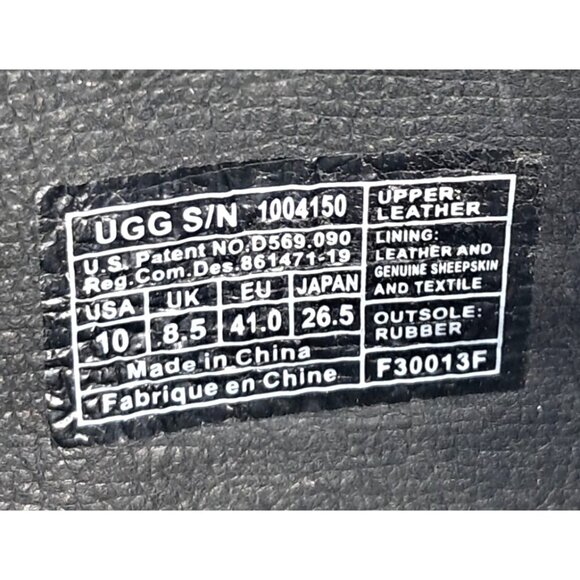 UGG S/N 1004150
U.S. Patent NO.D569.090
Reg.Com.Des.861471-19
USA UK EU JAPAN
10 8.5 41.0 26.5
Made in China
Fabrique en Chine
UPPER:
LEATHER
LINING:
LEATHER AND
GENUINE SHEEPSKIN
AND TEXTILE
OUTSOLE:
RUBBER
F30013F